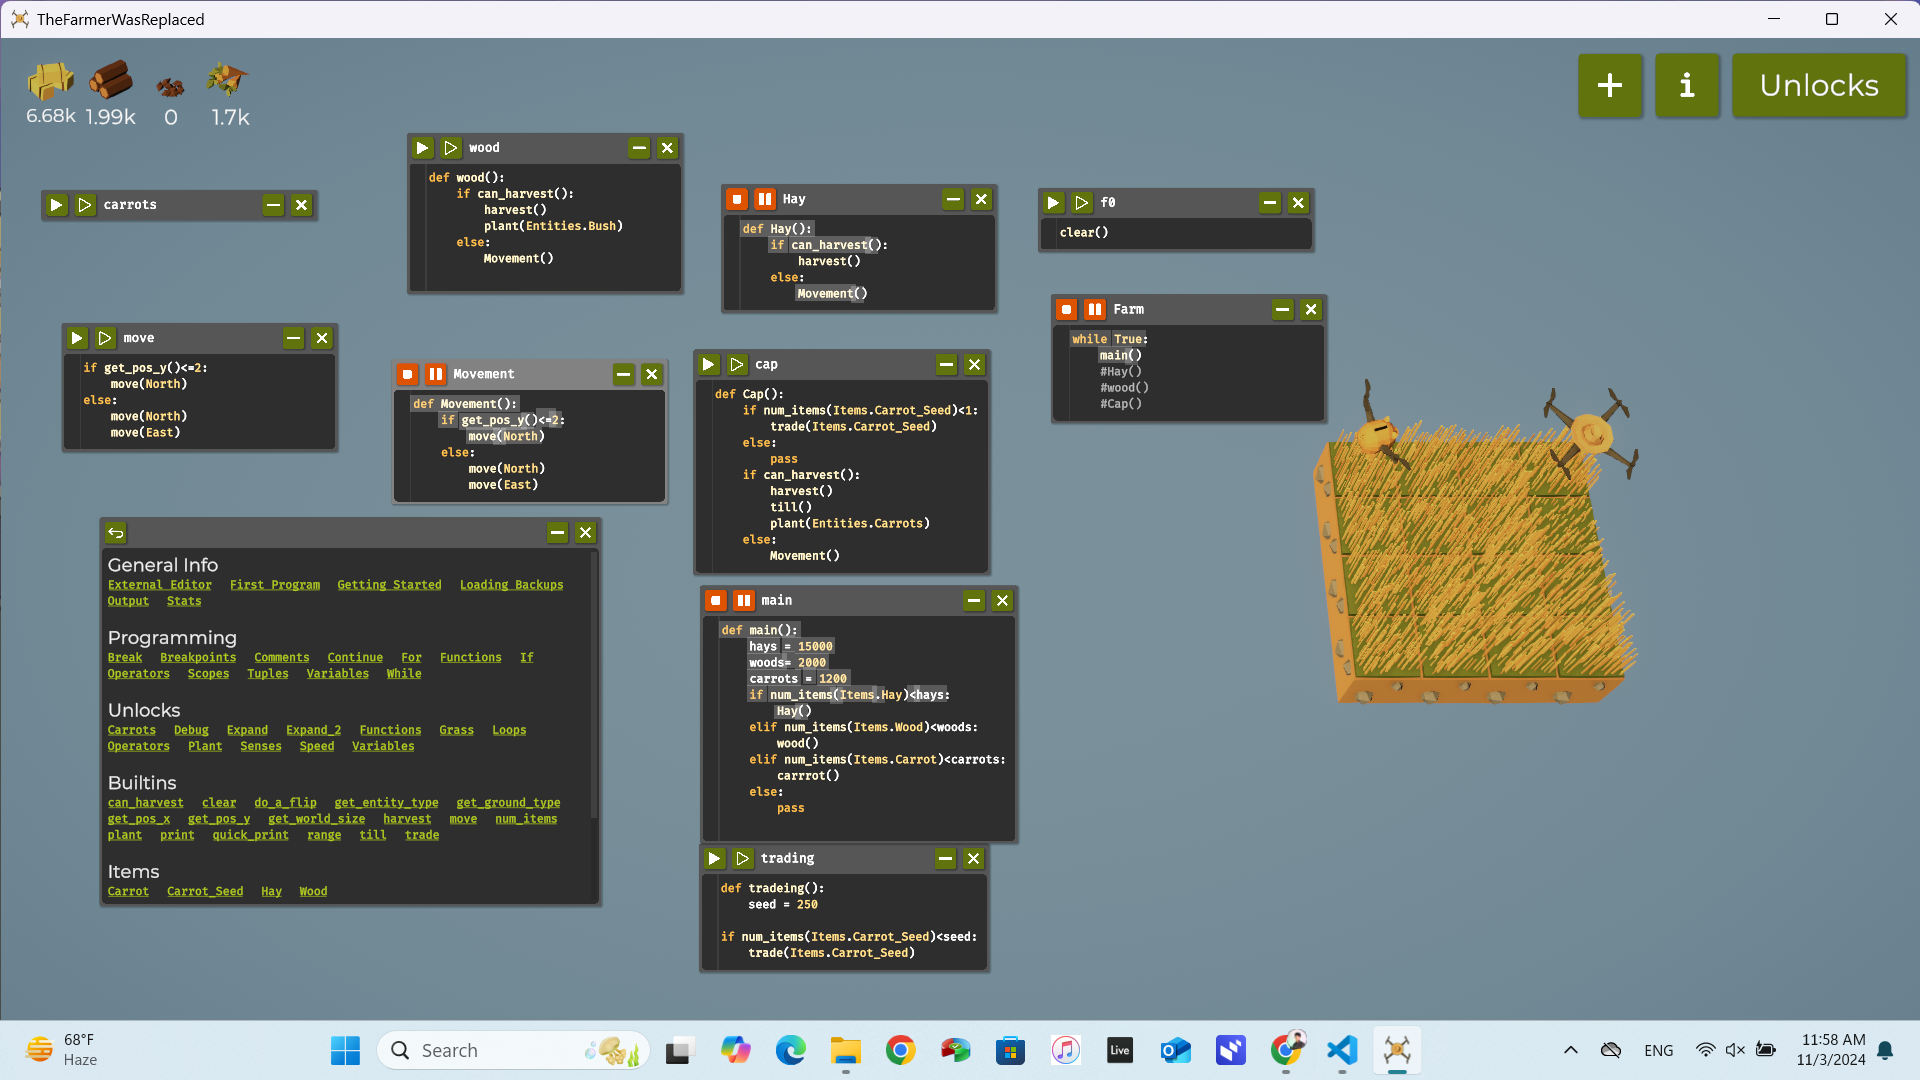 TheFarmerWasReplaced
6.68k 1.99k 0 1.7k
Unlocks
carrots
wood
def wood():
if can_harvest():
harvest()
plant(Entities.Bush)
else:
Movement()
Hay
def Hay():
if can_harvest():
harvest()
else:
Movement()
f0
clear()
Farm
while True:
main()
#Hay()
#wood()
#Cap()
move
if get_pos_y()<=2:
move(North)
else:
move(North)
move(East)
Movement
def Movement():
if get_pos_y()<=2:
move(North)
else:
move(North)
move(East)
cap
def Cap():
if num_items(Items.Carrot_Seed)<1:
trade(Items.Carrot_Seed)
else:
pass
if can_harvest():
harvest()
till()
plant(Entities.Carrots)
else:
Movement()
General Info
External Editor First Program Getting Started Loading Backups
Output Stats
Programming
Break Breakpoints Comments Continue For Functions If
Operators Scopes Tuples Variables While
Unlocks
Carrots Debug Expand Expand_2 Functions Grass Loops
Operators Plant Senses Speed Variables
Builtins
can_harvest clear do_a_flip get_entity_type get_ground_type
get_pos_x get_pos_y get_world_size harvest move num_items
plant print quick_print range till trade
Items
Carrot Carrot_Seed Hay Wood
main
def main():
hays = 15000
woods= 2000
carrots = 1200
if num_items(Items.Hay)<hays:
Hay()
elif num_items(Items.Wood)<woods:
wood()
elif num_items(Items.Carrot)<carrots:
carrrot()
else:
pass
trading
def tradeing():
seed = 250
if num_items(Items.Carrot_Seed)<seed:
trade(Items.Carrot_Seed)
68°F
Haze
Search
Live
ENG
11:58 AM
11/3/2024